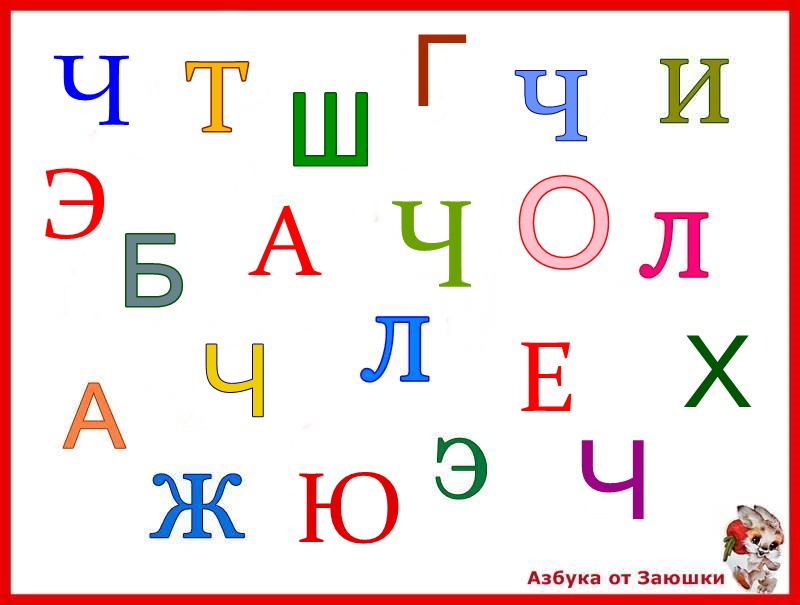 Ч Т Ш Г Ч И
Э Б А Ч О Л
А Ч Л Е Х
Ж Ю Э Ч
Азбука от Заюшки